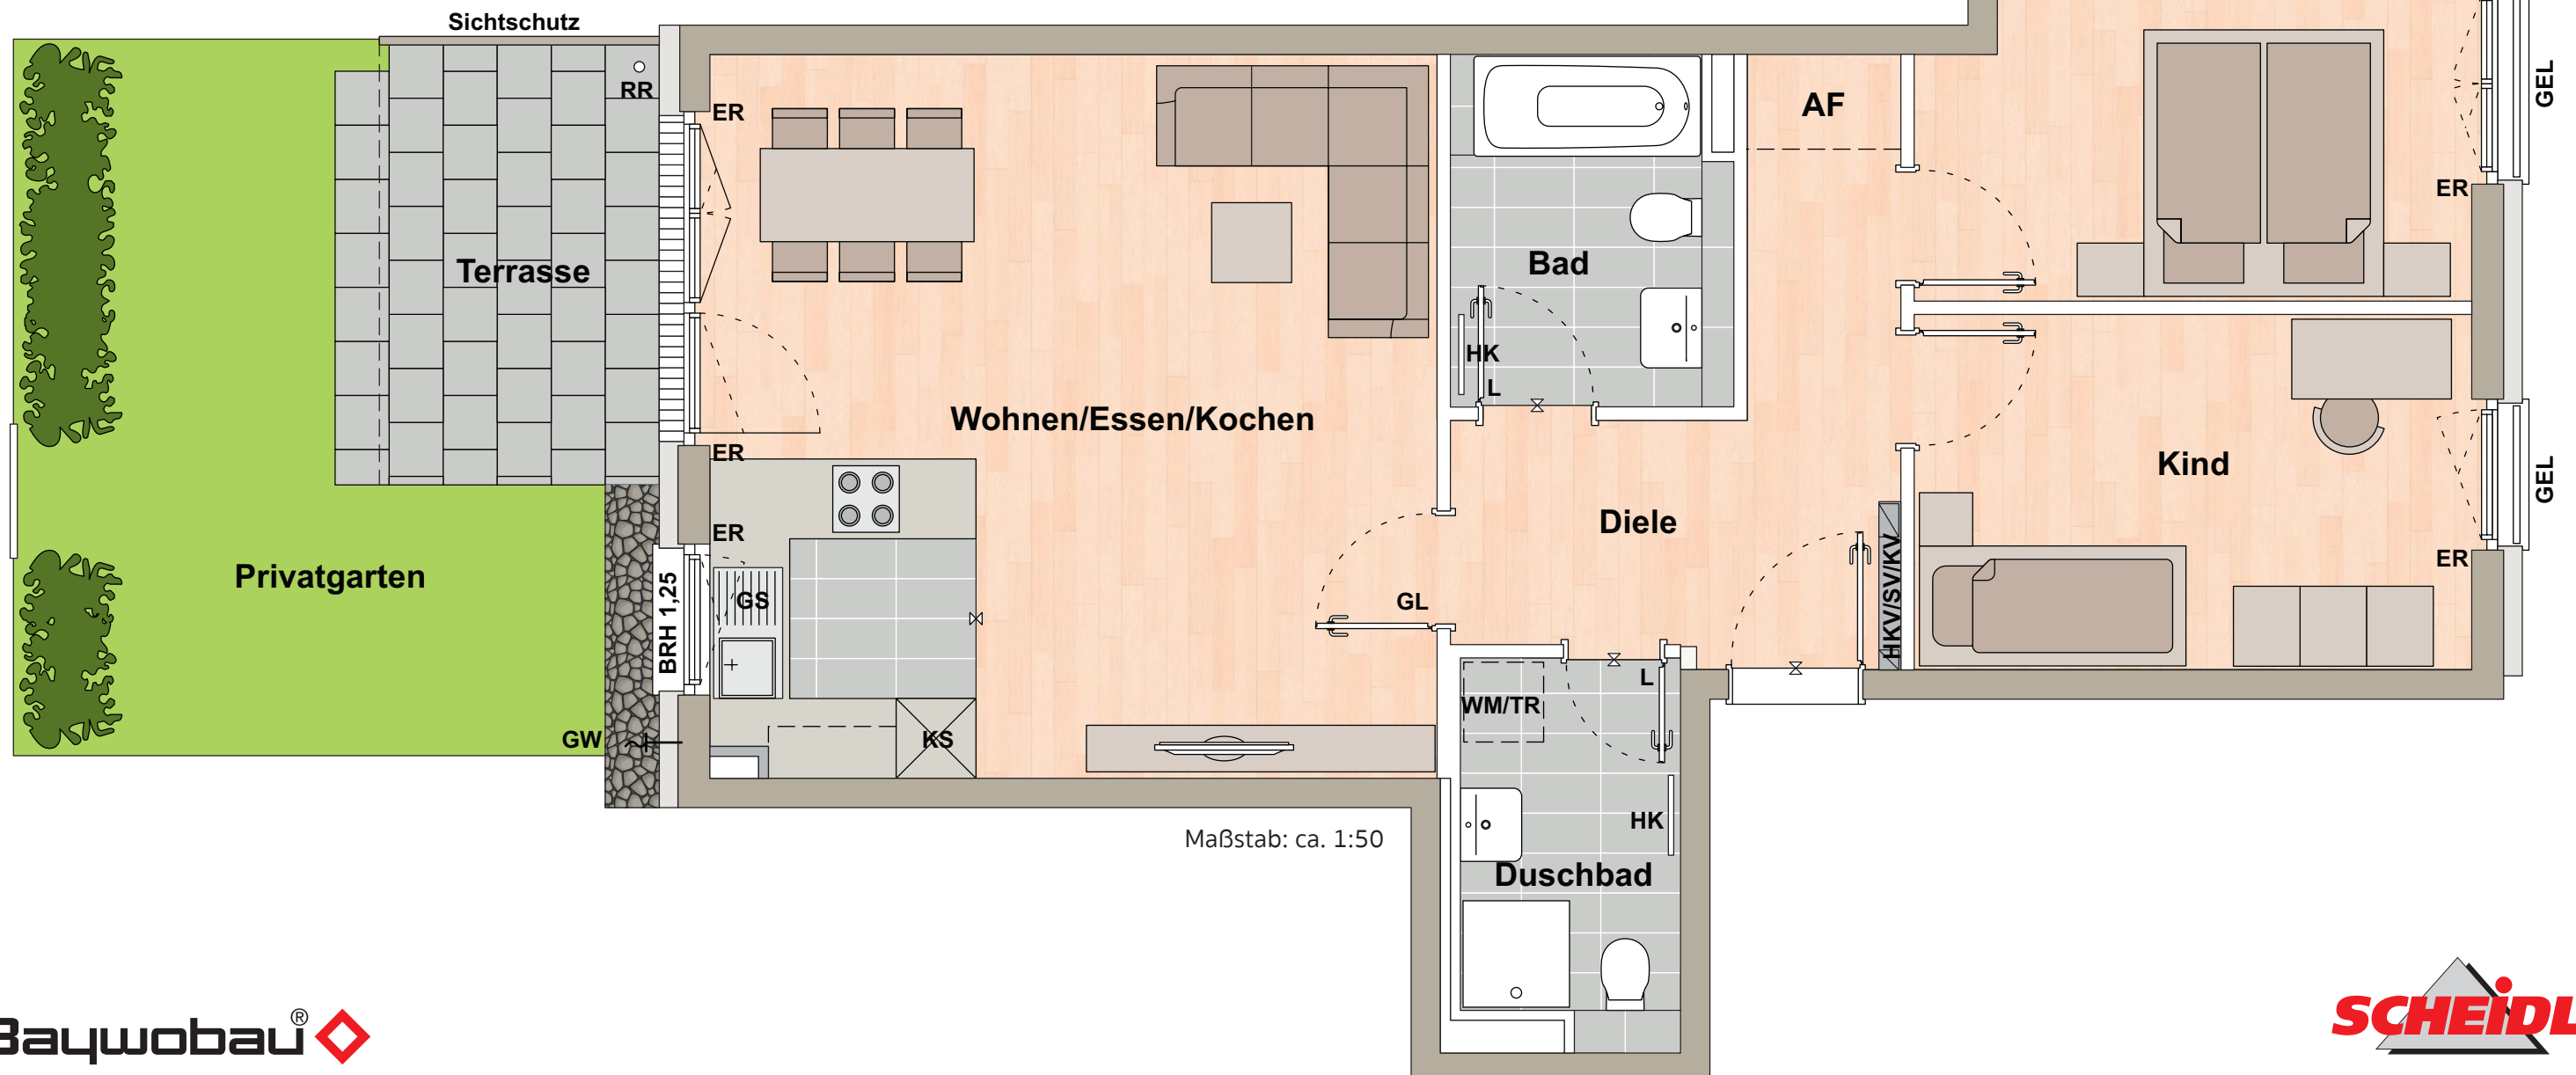 Sichtschutz
RR
ER
AF
GEL
ER
Terrasse
Bad
HK
L
Wohnen/Essen/Kochen
ER
Kind
GEL
Diele
ER
ER
Privatgarten
BRH 1,25
GS
GL
HKV/SV/KV
L
WM/TR
GW
KS
HK
Maßstab: ca. 1:50
Duschbad
Baywobau®
SCHEiDL